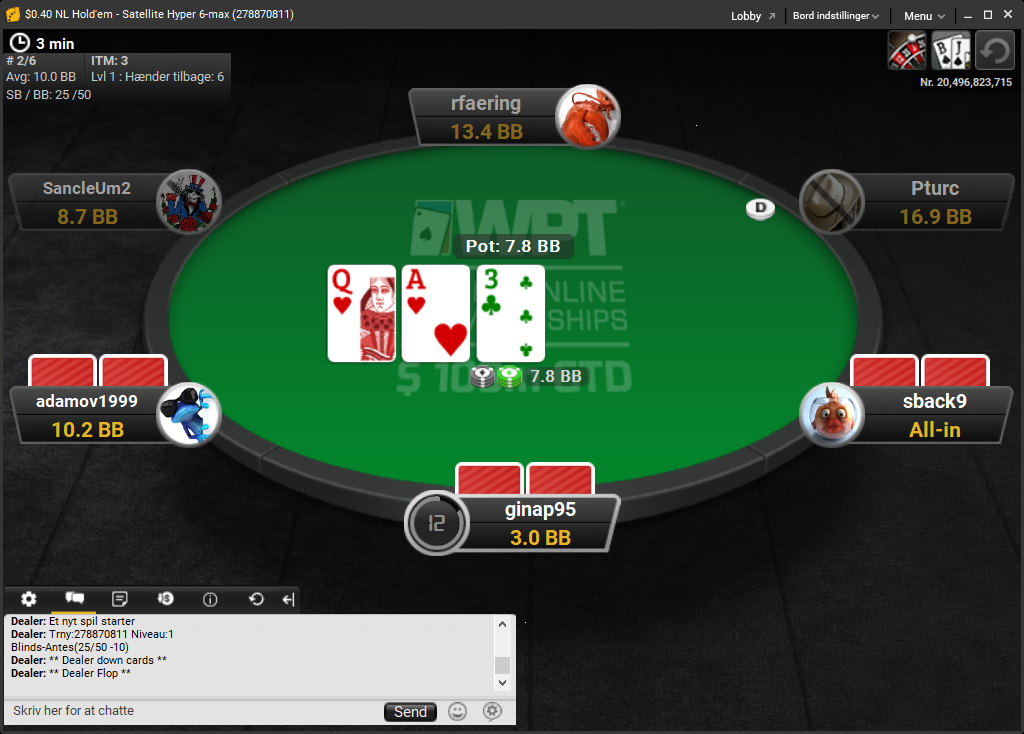 $0.40 NL Hold'em - Satellite Hyper 6-max (278870811)
Lobby
Bord indstillinger
Menu
3 min
# 2/6 ITM: 3
Avg: 10.0 BB Lvl 1 : Hænder tilbage: 6
SB / BB: 25 /50
B J
Nr. 20,496,823,715
rfaering
13.4 BB
SancleUm2
8.7 BB
Pturc
16.9 BB
D
WPT
Pot: 7.8 BB
Q A 3
NLINE
SHIPS
7.8 BB
$ 100 GTD
adamov1999
10.2 BB
sback9
All-in
12
ginap95
3.0 BB
Dealer: Et nyt spil starter
Dealer: Trny:278870811 Niveau:1
Blinds-Antes(25/50 -10)
Dealer: ** Dealer down cards **
Dealer: ** Dealer Flop **
Skriv her for at chatte
Send